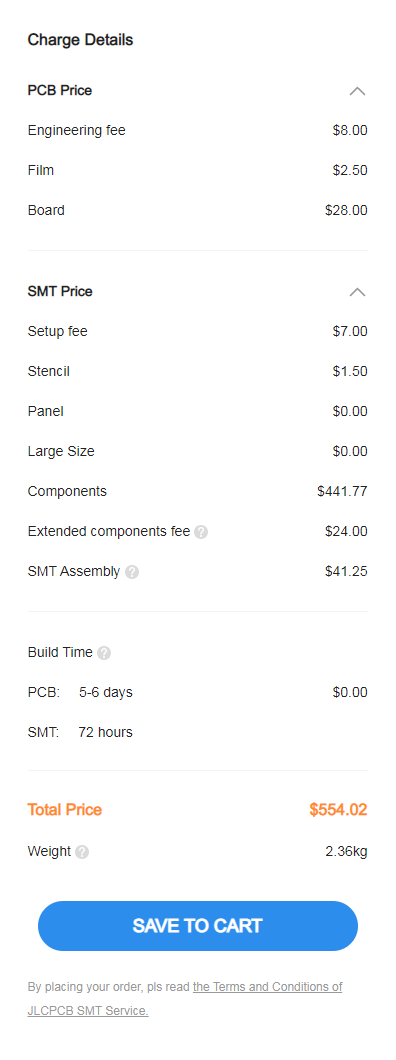 Charge Details
PCB Price
Engineering fee $8.00
Film $2.50
Board $28.00
SMT Price
Setup fee $7.00
Stencil $1.50
Panel $0.00
Large Size $0.00
Components $441.77
Extended components fee ? $24.00
SMT Assembly ? $41.25
Build Time ?
PCB: 5-6 days $0.00
SMT: 72 hours
Total Price $554.02
Weight ? 2.36kg
SAVE TO CART
By placing your order, pls read the Terms and Conditions of
JLCPCB SMT Service.